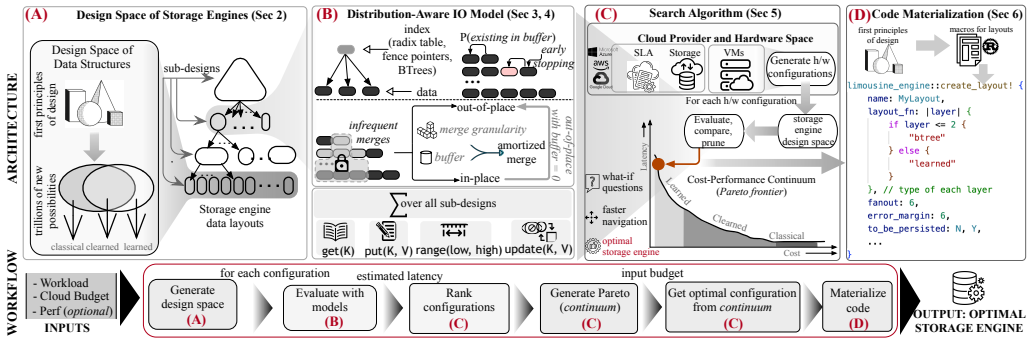 (A) Design Space of Storage Engines (Sec 2)
Design Space of
Data Structures
first principles
of design
sub-designs
trillions of new
possibilities
classical clearned learned
Storage engine
data layouts
(B) Distribution-Aware IO Model (Sec 3, 4)
index
(radix table,
fence pointers,
BTrees)
data
P(existing in buffer)
early
stopping
out-of-place
infrequent
merges
merge granularity
buffer
amortized
merge
in-place
out-of-place
with buffer = 0
∑over all sub-designs
get(K) put(K, V) range(low, high) update(K, V)
(C) Search Algorithm (Sec 5)
Cloud Provider and Hardware Space
Microsoft
Azure
aws
Google Cloud
SLA
Storage
VMs
Generate h/w
configurations
For each h/w configuration
Evaluate,
compare,
prune
storage
engine
design space
Latency
Cost-Performance Continuum
(Pareto frontier)
what-if
questions
faster
navigation
optimal
storage engine
Learned
Clearned
Classical
Cost
(D) Code Materialization (Sec 6)
first principles
of design
macros for layouts
limousine_engine::create_layout! {
name: MyLayout,
layout_fn: |layer| {
if layer <= 2 {
"btree"
} else {
"learned"
}
}, // type of each layer
fanout: 6,
error_margin: 6,
to_be_persisted: N, Y,
...
}
ARCHITECTURE
WORKFLOW
- Workload
- Cloud Budget
- Perf (optional)
INPUTS
for each configuration
estimated latency
input budget
Generate
design space
(A)
Evaluate with
models
(B)
Rank
configurations
(C)
Generate Pareto
(continuum)
(C)
Get optimal configuration
from continuum
(C)
Materialize
code
(D)
OUTPUT: OPTIMAL
STORAGE ENGINE